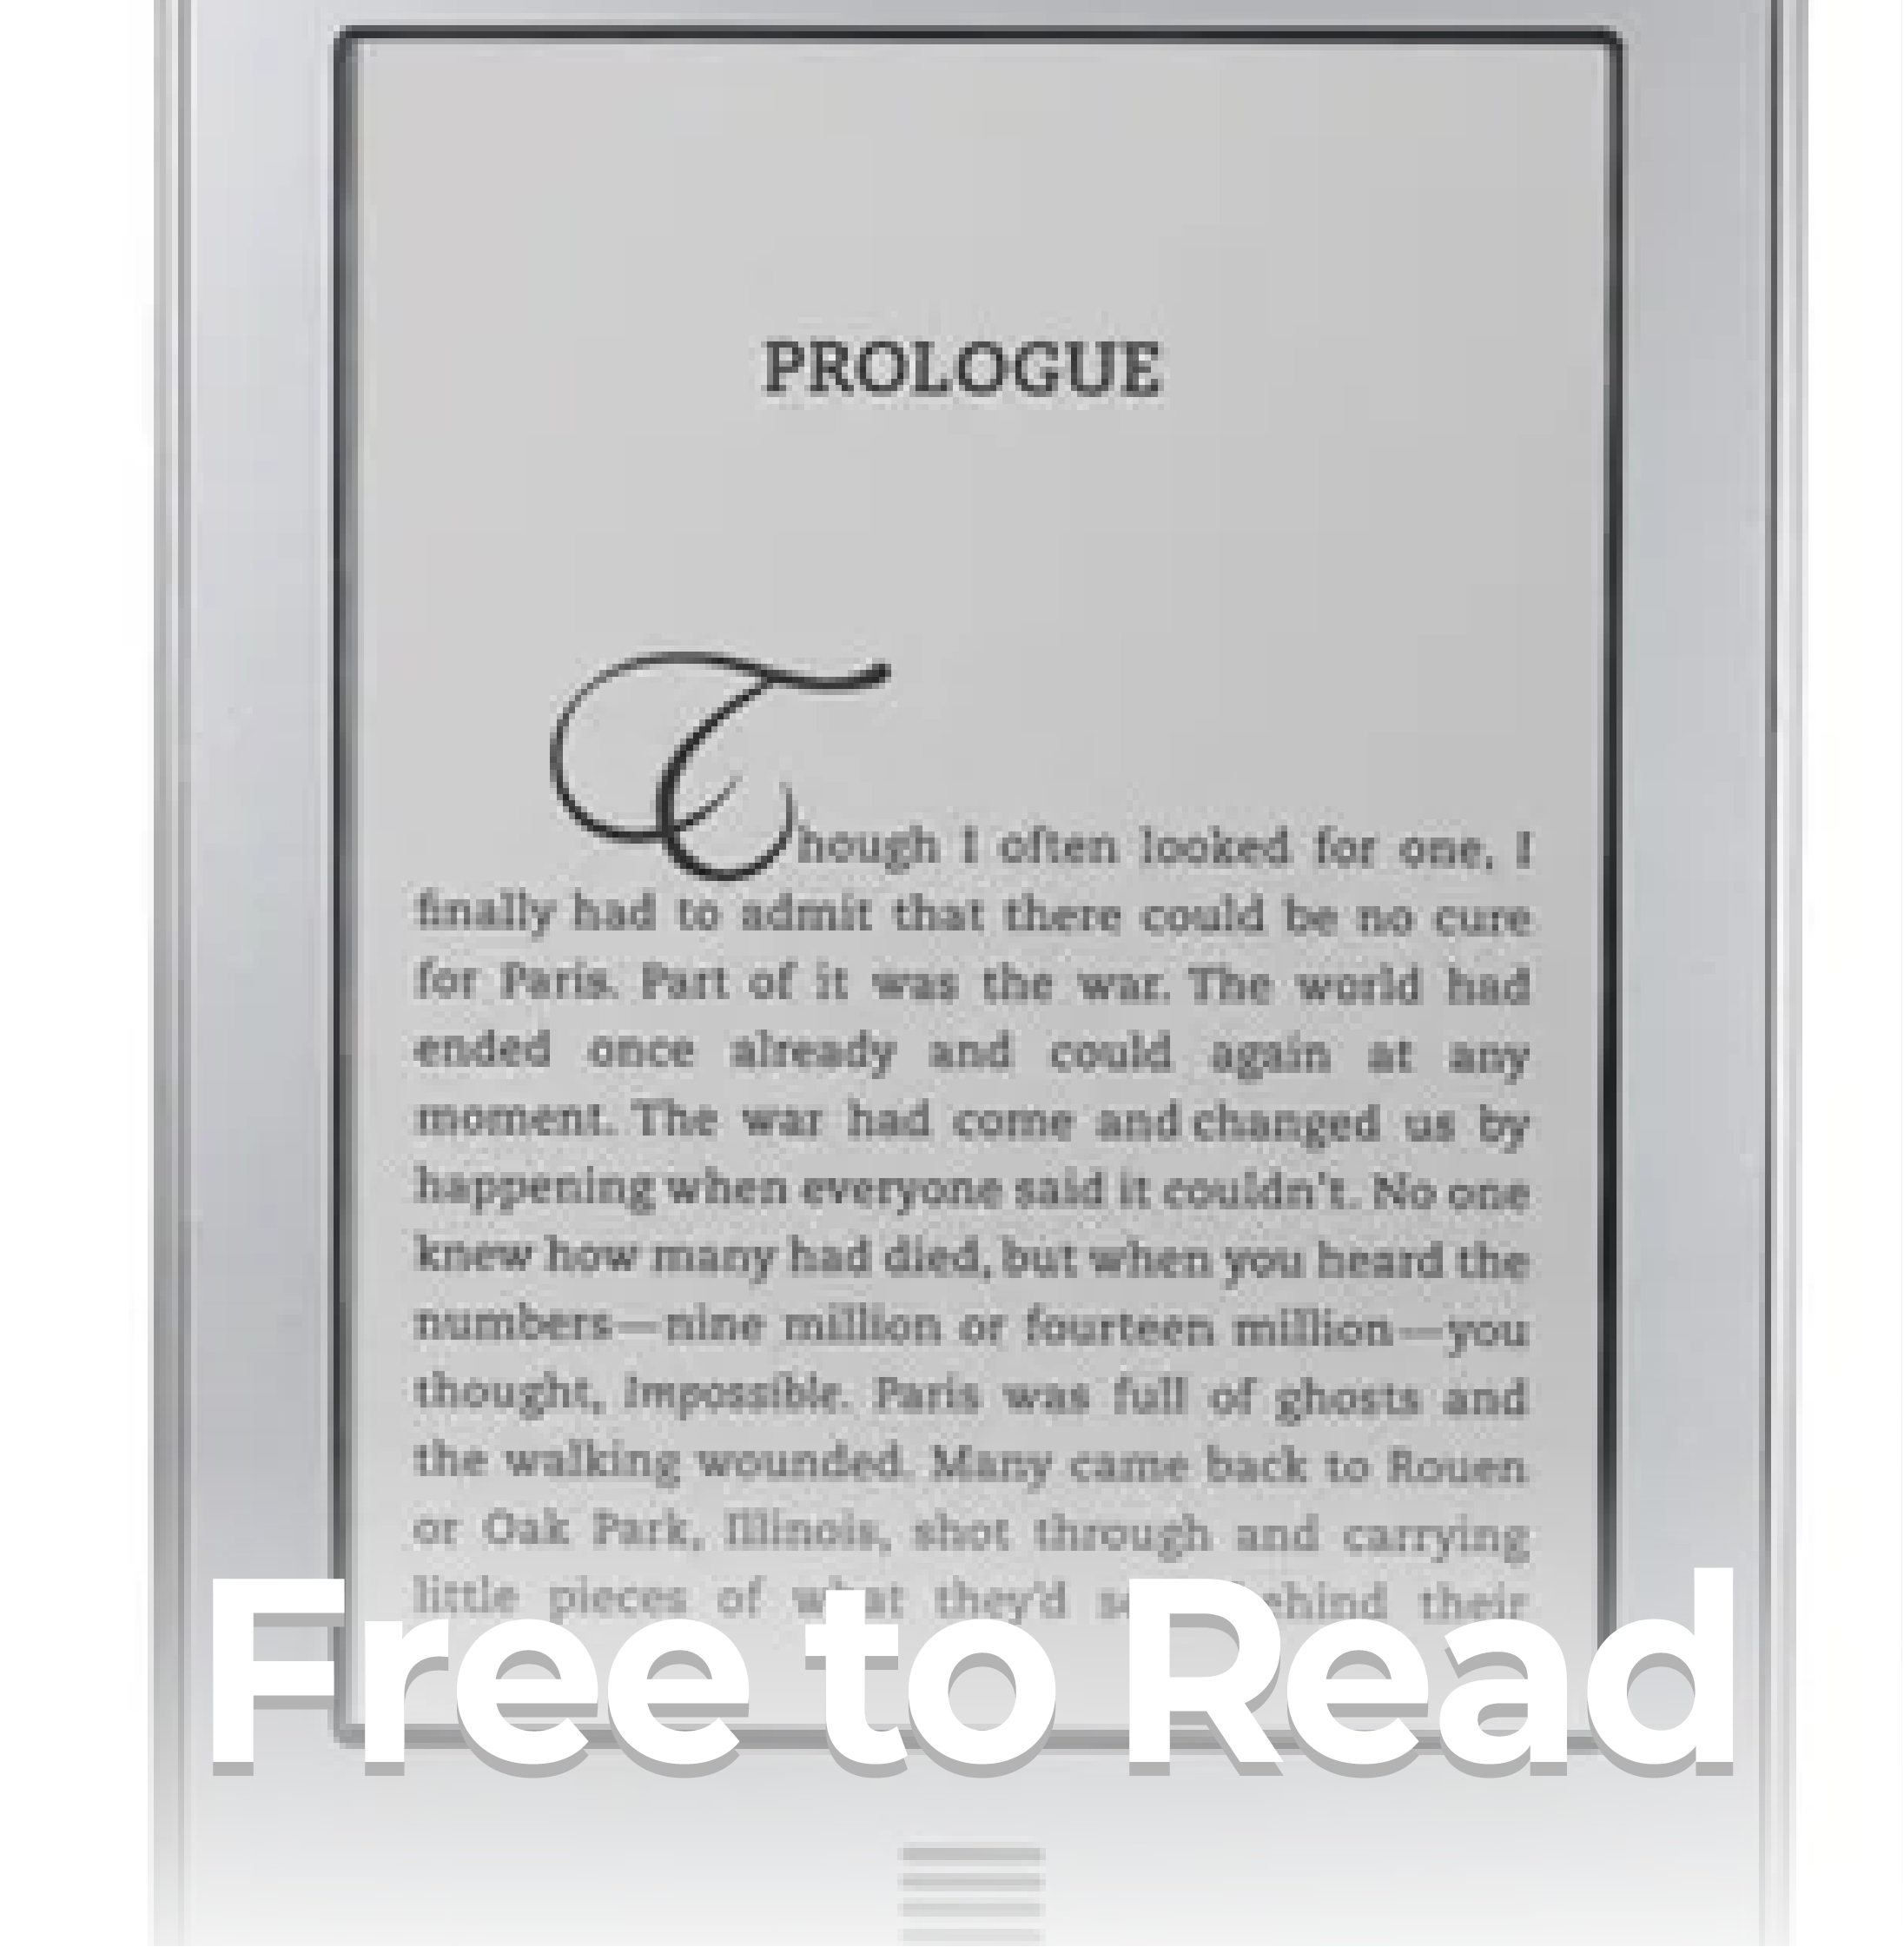 PROLOGUE
Though I often looked for one, I
finally had to admit that there could be no cure
for Paris. Part of it was the war. The world had
ended once already and could again at any
moment. The war had come and changed us by
happening when everyone said it couldn't. No one
knew how many had died, but when you heard the
numbers—nine million or fourteen million—you
thought, Impossible. Paris was full of ghosts and
the walking wounded. Many came back to Rouen
or Oak Park, Illinois, shot through and carrying
little pieces of what they'd behind their
Free to Read